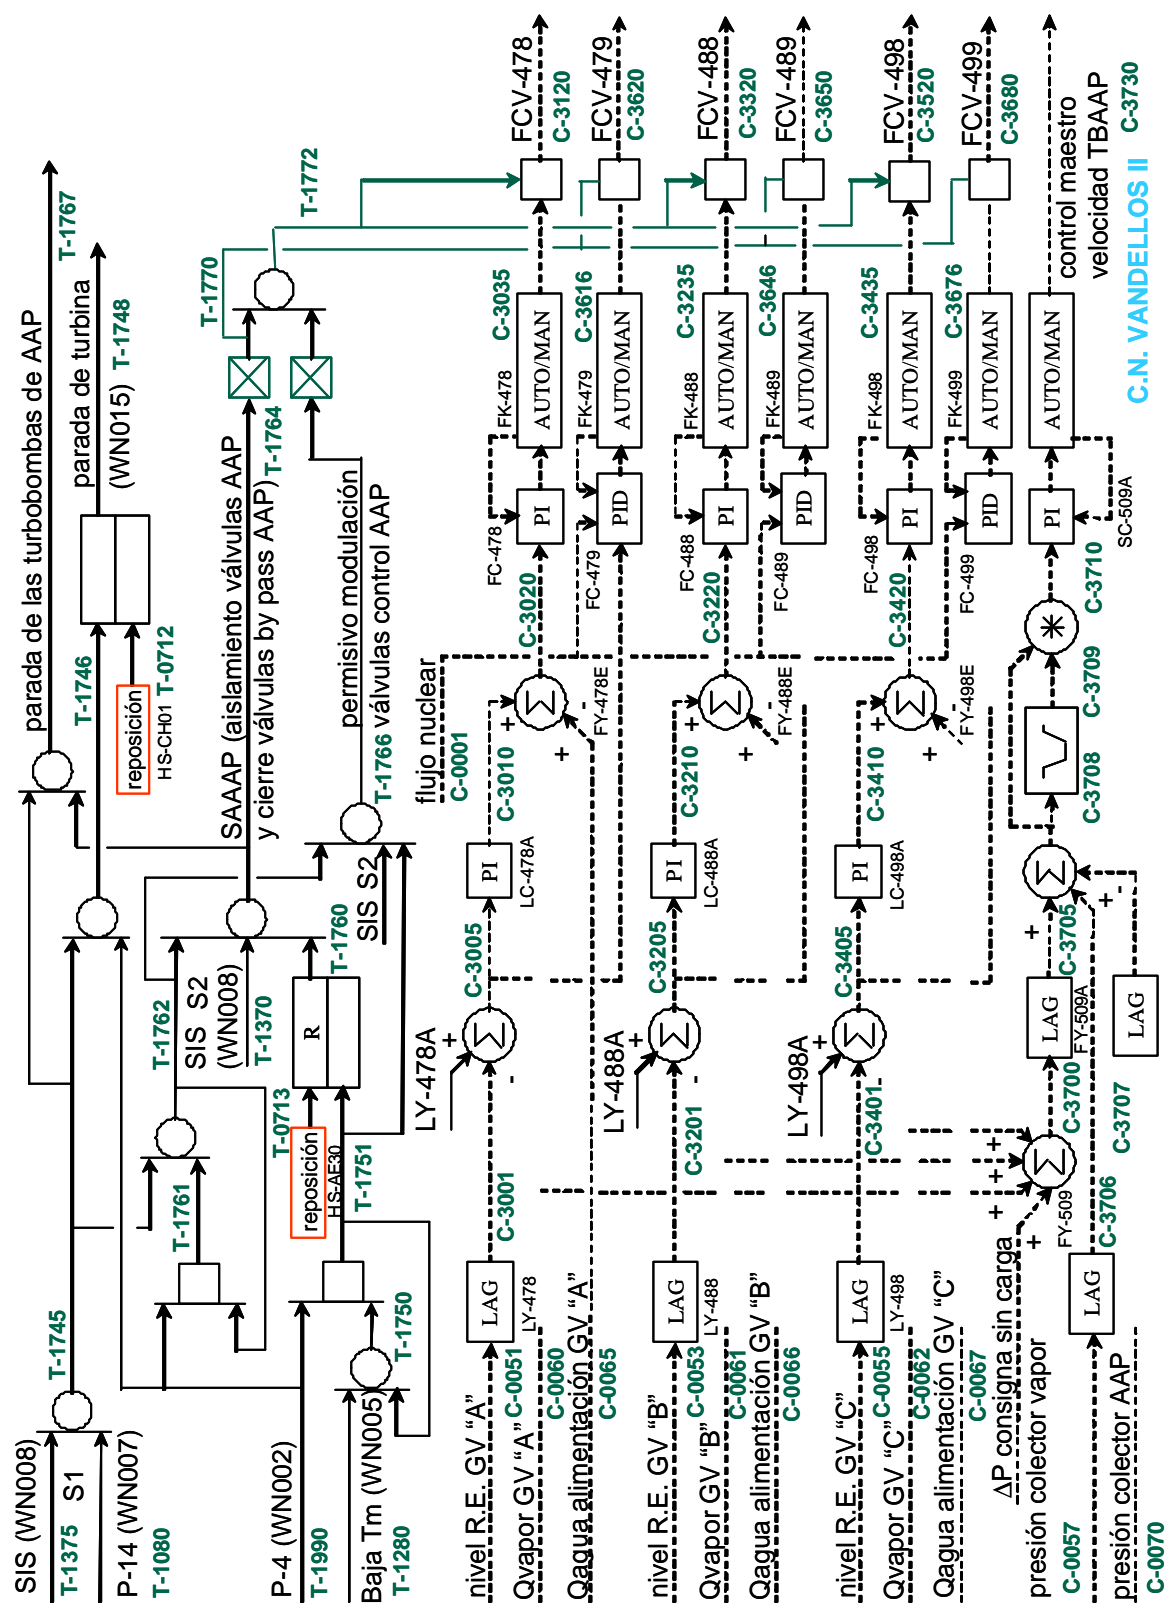 SIS (WN008)
T-1375 S1
P-14 (WN007)
T-1080
P-4 (WN002)
T-1990
Baja Tm (WN005)
T-1280
T-1745
T-1750
T-1761
T-1762
SIS S2
(WN008)
T-1370
T-0713
reposición
HS-AE30
T-1751
R
T-1760
SIS S2
T-1746
reposición
T-0712
HS-CH01
parada de las turbobombas de AAP
T-1767
parada de turbina
(WN015) T-1748
SAAAP (aislamiento válvulas AAP
y cierre válvulas by pass AAP)
T-1764
permisivo modulación
T-1766 válvulas control AAP
T-1770
T-1772
nivel R.E. GV “A”
C-0051
Qvapor GV “A”
C-0060
Qagua alimentación GV “A”
C-0065
LAG
LY-478
C-3001
LY-478A
+
-
Σ
C-3005
PI
LC-478A
C-3010
flujo nuclear
C-0001
+
+
-
Σ
FY-478E
C-3020
FC-478
PI
FK-478
AUTO/MAN
C-3035
FCV-478
C-3120
FC-479
PID
FK-479
AUTO/MAN
C-3616
FCV-479
C-3620
nivel R.E. GV “B”
C-0053
Qvapor GV “B”
C-0061
Qagua alimentación GV “B”
C-0066
LAG
LY-488
C-3201
LY-488A
+
-
Σ
C-3205
PI
LC-488A
C-3210
+
+
-
Σ
FY-488E
C-3220
FC-488
PI
FK-488
AUTO/MAN
C-3235
FCV-488
C-3320
FC-489
PID
FK-489
AUTO/MAN
C-3646
FCV-489
C-3650
nivel R.E. GV “C”
C-0055
Qvapor GV “C”
C-0062
Qagua alimentación GV “C”
C-0067
LAG
LY-498
C-3401
LY-498A
+
-
Σ
C-3405
PI
LC-498A
C-3410
+
+
-
Σ
FY-498E
C-3420
FC-498
PI
FK-498
AUTO/MAN
C-3435
FCV-498
C-3520
FC-499
PID
FK-499
AUTO/MAN
C-3676
FCV-499
C-3680
ΔP consigna sin carga
presión colector vapor
C-0057
presión colector AAP
C-0070
LAG
C-3706
+
+
+
+
Σ
FY-509
C-3700
LAG
FY-509A
C-3707
LAG
C-3705
+
+
-
Σ
C-3708
C-3709
C-3710
PI
SC-509A
AUTO/MAN
control maestro
velocidad TBAAP
C-3730
C.N. VANDELLOS II